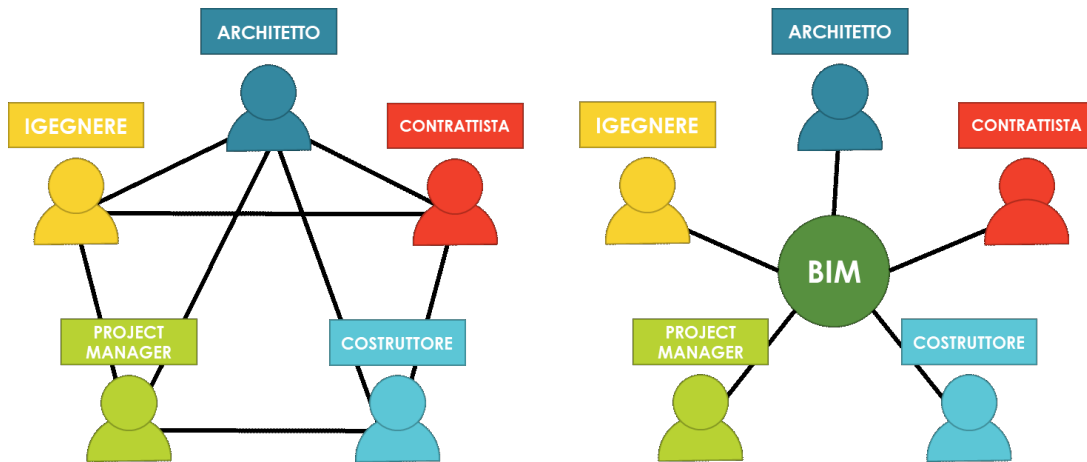 ARCHITETTO
IGEGNERE
CONTRATTISTA
PROJECT
MANAGER
COSTRUTTORE
ARCHITETTO
IGEGNERE
CONTRATTISTA
BIM
PROJECT
MANAGER
COSTRUTTORE